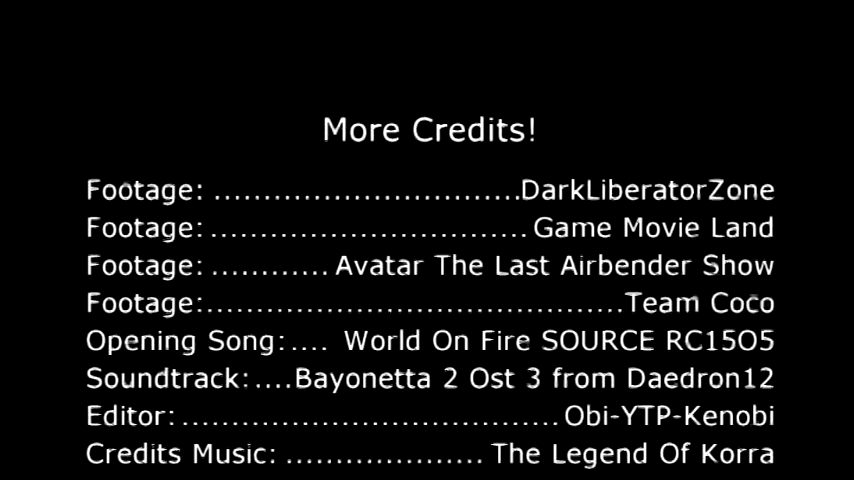 More Credits!
Footage: ...............................DarkLiberatorZone
Footage:................................ Game Movie Land
Footage: ............ Avatar The Last Airbender Show
Footage:..........................................Team Coco
Opening Song:.... World On Fire SOURCE RC15O5
Soundtrack:....Bayonetta 2 Ost 3 from Daedron12
Editor:...................................... Obi-YTP-Kenobi
Credits Music: .................... The Legend Of Korra